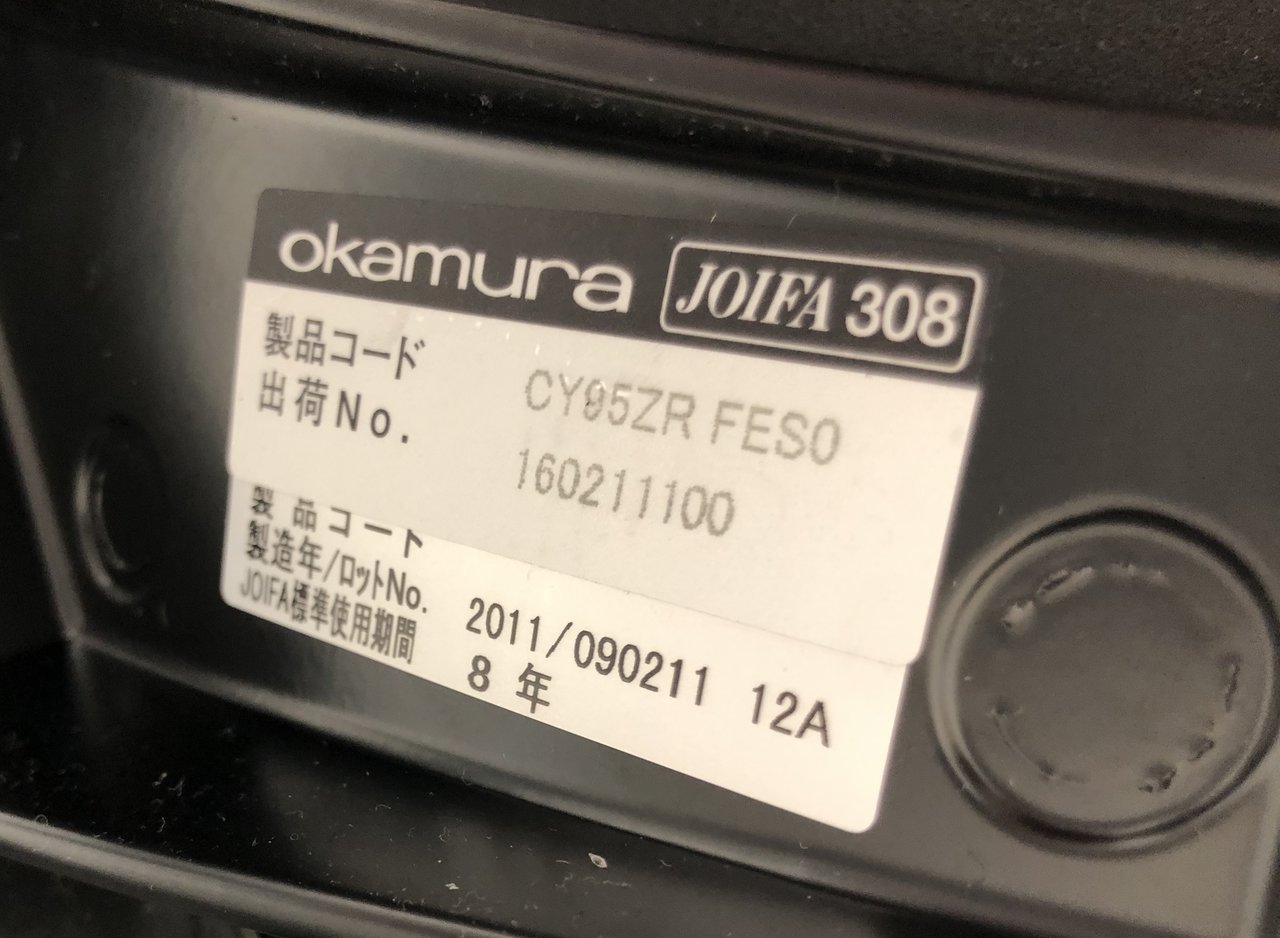 okamura JOIFA 308
製品コード CY95ZR FES0
出荷No. 160211100
製品コード
製造年/ロットNo. 2011/090211 12A
JOIFA標準使用期間 8 年